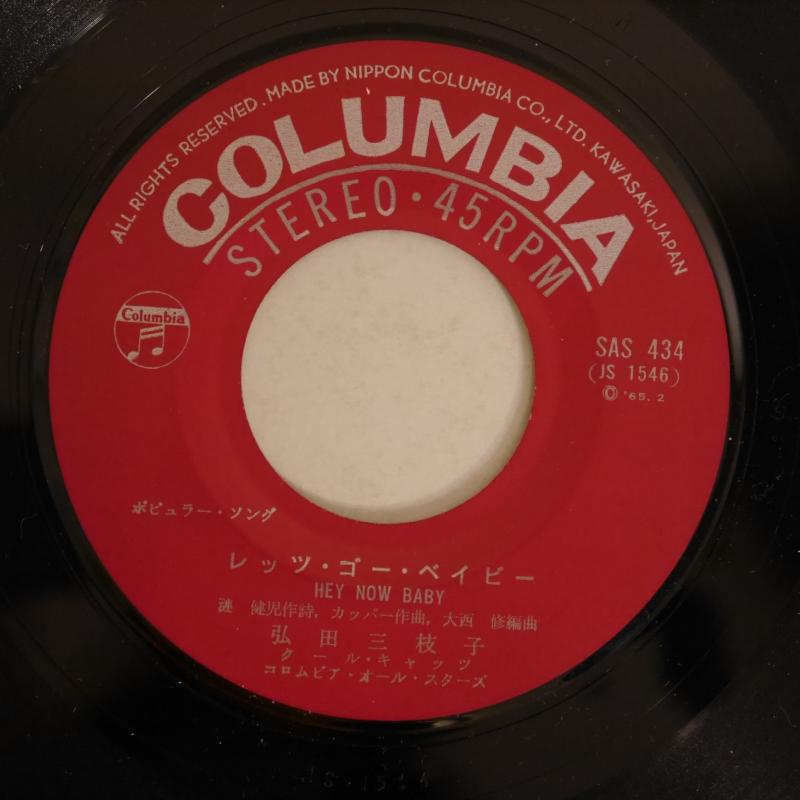 ALL RIGHTS RESERVED. MADE BY NIPPON COLUMBIA CO., LTD. KAWASAKI, JAPAN
COLUMBIA
STEREO・45RPM
Columbia
SAS 434
(JS 1546)
Ⓒ '65. 2
ポピュラー・ソング
レッツ・ゴー・ベイビー
HEY NOW BABY
漣 健児作詩, カッパー作曲, 大西 修編曲
弘田三枝子
クール・キャッツ
コロムビア・オール・スターズ